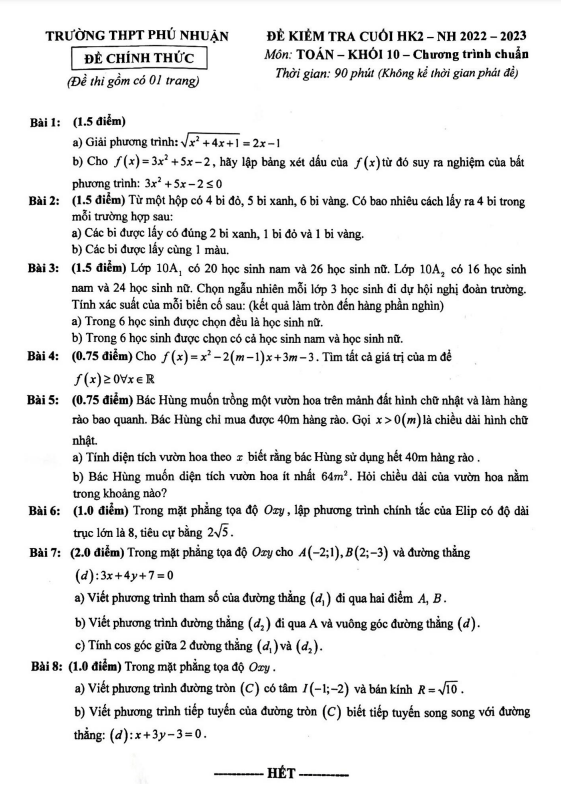 TRƯỜNG THPT PHÚ NHUẬN
ĐỀ CHÍNH THỨC
(Đề thi gồm có 01 trang)
ĐỀ KIỂM TRA CUỐI HK2 – NH 2022 – 2023
Môn: TOÁN – KHỐI 10 – Chương trình chuẩn
Thời gian: 90 phút (Không kể thời gian phát đề)
Bài 1: (1.5 điểm)
a) Giải phương trình: √(x² + 4x + 1) = 2x – 1
b) Cho f(x) = 3x² + 5x – 2, hãy lập bảng xét dấu của f(x) từ đó suy ra nghiệm của bất
phương trình: 3x² + 5x – 2 ≤ 0
Bài 2: (1.5 điểm) Từ một hộp có 4 bi đỏ, 5 bi xanh, 6 bi vàng. Có bao nhiêu cách lấy ra 4 bi trong
mỗi trường hợp sau:
a) Các bi được lấy có đúng 2 bi xanh, 1 bi đỏ và 1 bi vàng.
b) Các bi được lấy cùng 1 màu.
Bài 3: (1.5 điểm) Lớp 10A₁ có 20 học sinh nam và 26 học sinh nữ. Lớp 10A₂ có 16 học sinh
nam và 24 học sinh nữ. Chọn ngẫu nhiên mỗi lớp 3 học sinh đi dự hội nghị đoàn trường.
Tính xác suất của mỗi biến cố sau: (kết quả làm tròn đến hàng phần nghìn)
a) Trong 6 học sinh được chọn đều là học sinh nữ.
b) Trong 6 học sinh được chọn có cả học sinh nam và học sinh nữ.
Bài 4: (0.75 điểm) Cho f(x) = x² – 2(m – 1)x + 3m – 3. Tìm tất cả giá trị của m để
f(x) ≥ 0 ∀x ∈ ℝ
Bài 5: (0.75 điểm) Bác Hùng muốn trồng một vườn hoa trên mảnh đất hình chữ nhật và làm hàng
rào bao quanh. Bác Hùng chỉ mua được 40m hàng rào. Gọi x > 0 (m) là chiều dài hình chữ
nhật.
a) Tính diện tích vườn hoa theo x biết rằng bác Hùng sử dụng hết 40m hàng rào .
b) Bác Hùng muốn diện tích vườn hoa ít nhất 64m². Hỏi chiều dài của vườn hoa nằm
trong khoảng nào?
Bài 6: (1.0 điểm) Trong mặt phẳng tọa độ Oxy, lập phương trình chính tắc của Elip có độ dài
trục lớn là 8, tiêu cự bằng 2√5.
Bài 7: (2.0 điểm) Trong mặt phẳng tọa độ Oxy cho A(–2;1), B(2;–3) và đường thẳng
(d): 3x + 4y + 7 = 0
a) Viết phương trình tham số của đường thẳng (d₁) đi qua hai điểm A, B.
b) Viết phương trình đường thẳng (d₂) đi qua A và vuông góc đường thẳng (d).
c) Tính cos góc giữa 2 đường thẳng (d₁) và (d₂).
Bài 8: (1.0 điểm) Trong mặt phẳng tọa độ Oxy.
a) Viết phương trình đường tròn (C) có tâm I(–1;–2) và bán kính R = √10.
b) Viết phương trình tiếp tuyến của đường tròn (C) biết tiếp tuyến song song với đường
thẳng: (d): x + 3y – 3 = 0.
----------- HẾT -----------